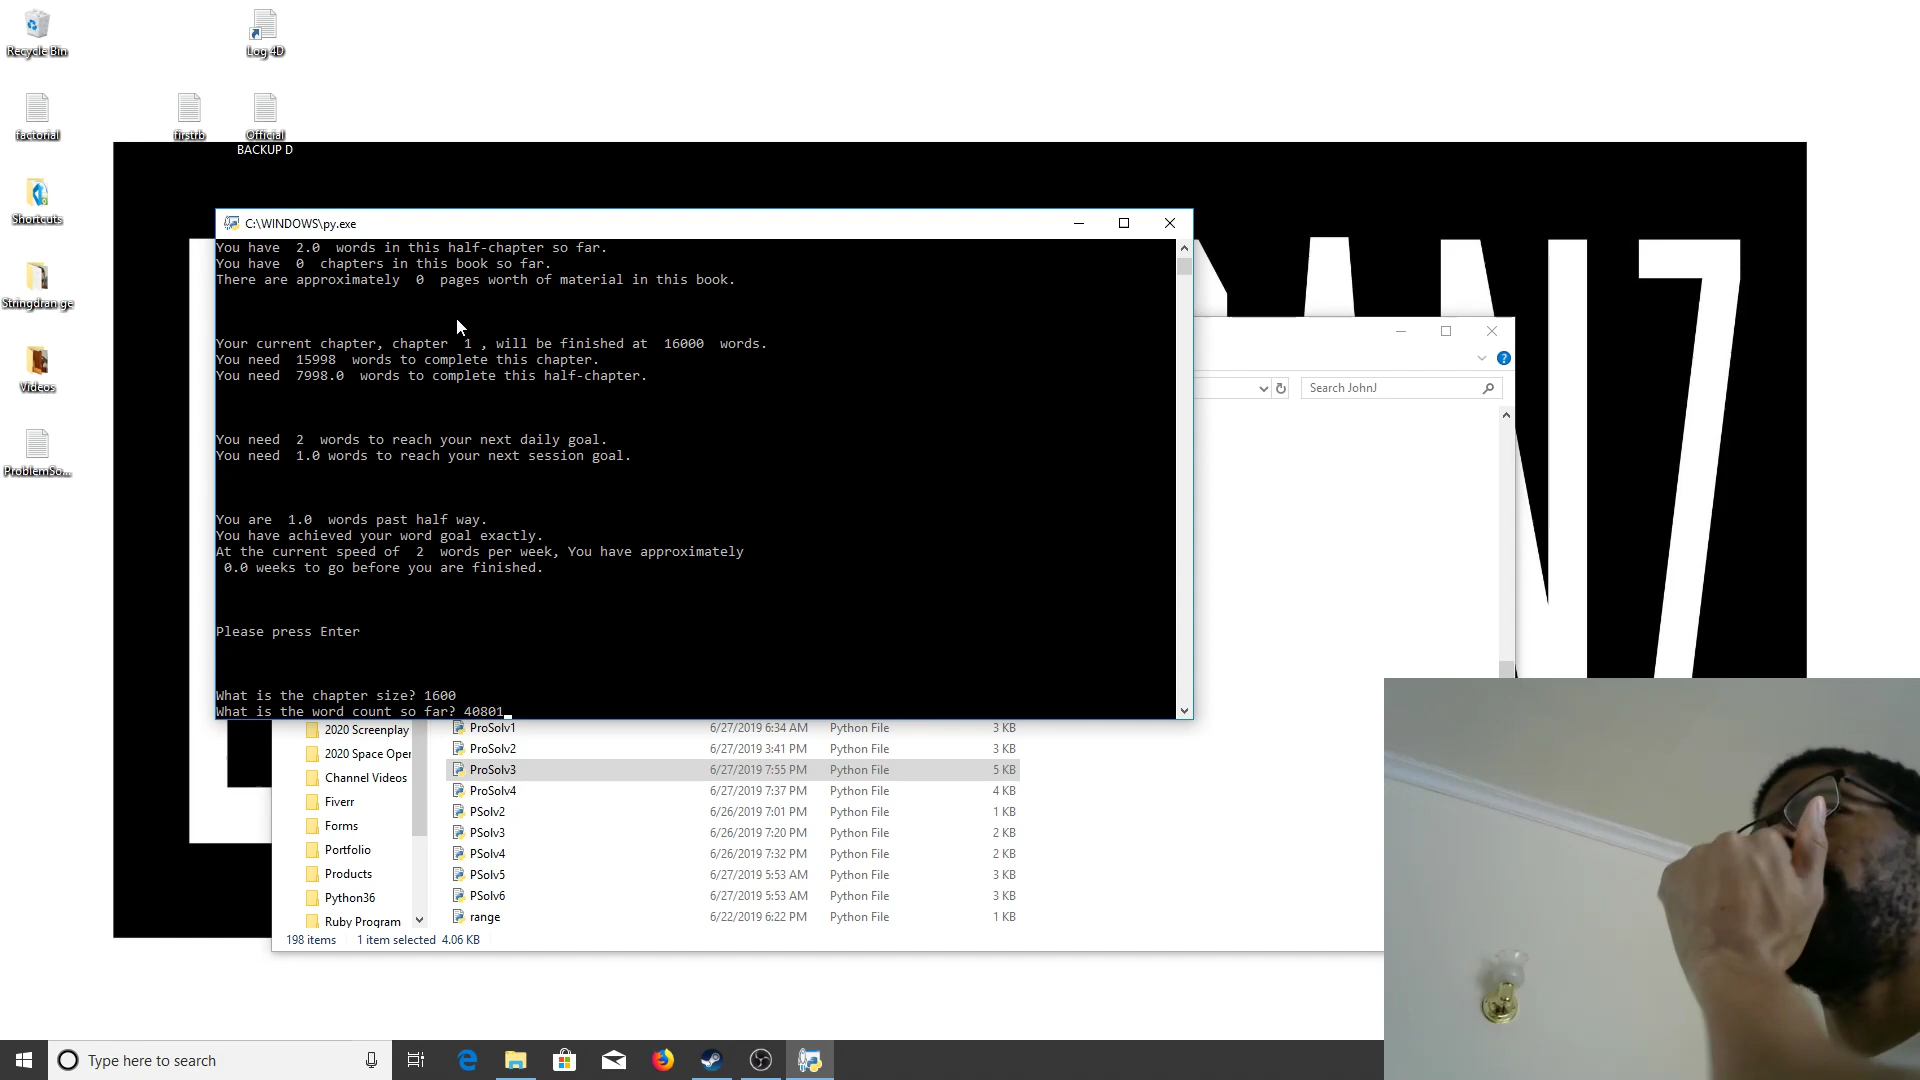 Recycle Bin
Log 4D
factorial
firstrb
Official
BACKUP D
Shortcuts
Stringdran ge
Videos
ProblemSo...
C:\WINDOWS\py.exe
You have  2.0  words in this half-chapter so far.
You have  0  chapters in this book so far.
There are approximately  0  pages worth of material in this book.
Your current chapter, chapter  1 , will be finished at  16000  words.
You need  15998  words to complete this chapter.
You need  7998.0  words to complete this half-chapter.
You need  2  words to reach your next daily goal.
You need  1.0 words to reach your next session goal.
You are  1.0  words past half way.
You have achieved your word goal exactly.
At the current speed of  2  words per week, You have approximately
0.0 weeks to go before you are finished.
Please press Enter
What is the chapter size? 1600
What is the word count so far? 40801
Search JohnJ
2020 Screenplay
2020 Space Oper
Channel Videos
Fiverr
Forms
Portfolio
Products
Python36
Ruby Program
ProSolv1 6/27/2019 6:34 AM Python File 3 KB
ProSolv2 6/27/2019 3:41 PM Python File 3 KB
ProSolv3 6/27/2019 7:55 PM Python File 5 KB
ProSolv4 6/27/2019 7:37 PM Python File 4 KB
PSolv2 6/26/2019 7:01 PM Python File 1 KB
PSolv3 6/26/2019 7:20 PM Python File 2 KB
PSolv4 6/26/2019 7:32 PM Python File 2 KB
PSolv5 6/27/2019 5:53 AM Python File 3 KB
PSolv6 6/27/2019 5:53 AM Python File 3 KB
range 6/22/2019 6:22 PM Python File 1 KB
198 items 1 item selected 4.06 KB
Type here to search